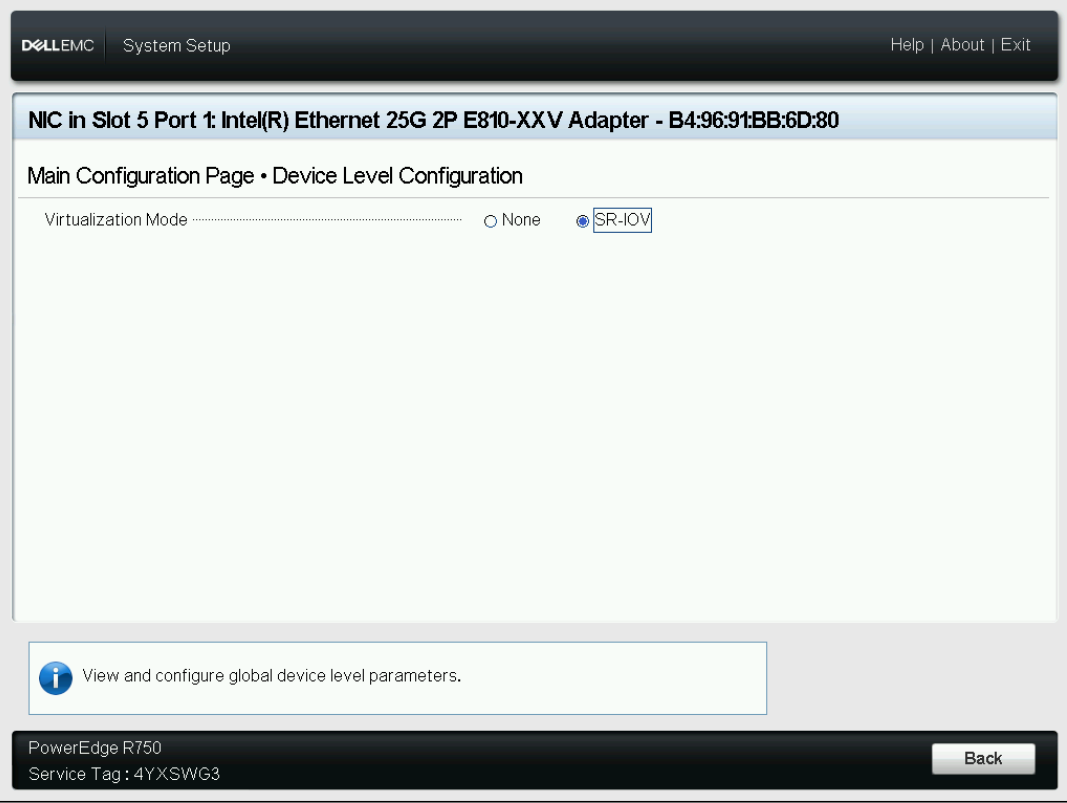 DELLEMC System Setup Help | About | Exit
NIC in Slot 5 Port 1: Intel(R) Ethernet 25G 2P E810-XXV Adapter - B4:96:91:BB:6D:80
Main Configuration Page • Device Level Configuration
Virtualization Mode None SR-IOV
View and configure global device level parameters.
PowerEdge R750
Service Tag : 4YXSWG3
Back